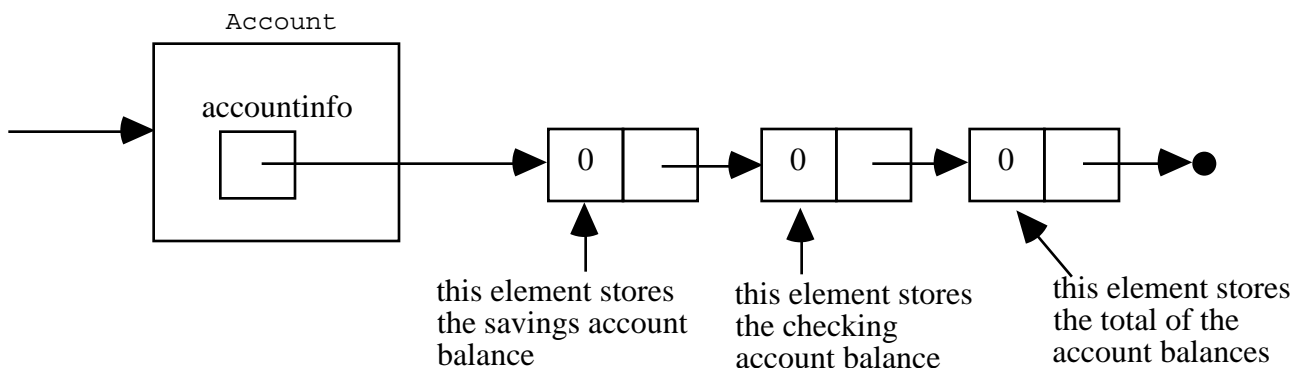 Account
accountinfo
0
0
0
this element stores
the savings account
balance
this element stores
the checking
account balance
this element stores
the total of the
account balances